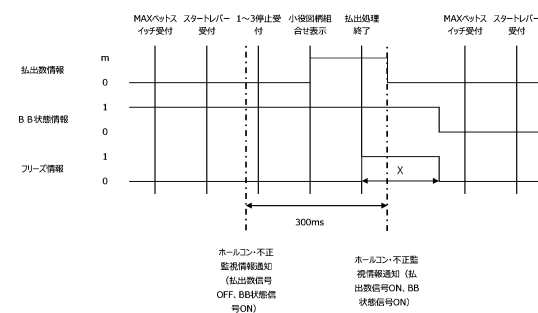 MAXベットス スタートレバー 1～3停止受 小役図柄組 払出処理 MAXベットス スタートレバー
イッチ受付 受付 付 合せ表示 終了 イッチ受付 受付
m
払出数情報
0
1
ＢＢ状態情報
0
1
フリーズ情報
X
0
300ms
ホールコン・不正
監視情報通知
（払出数信号
OFF、BB状態信
号ON）
ホールコン・不正監
視情報通知（払
出数信号ON、BB
状態信号ON）